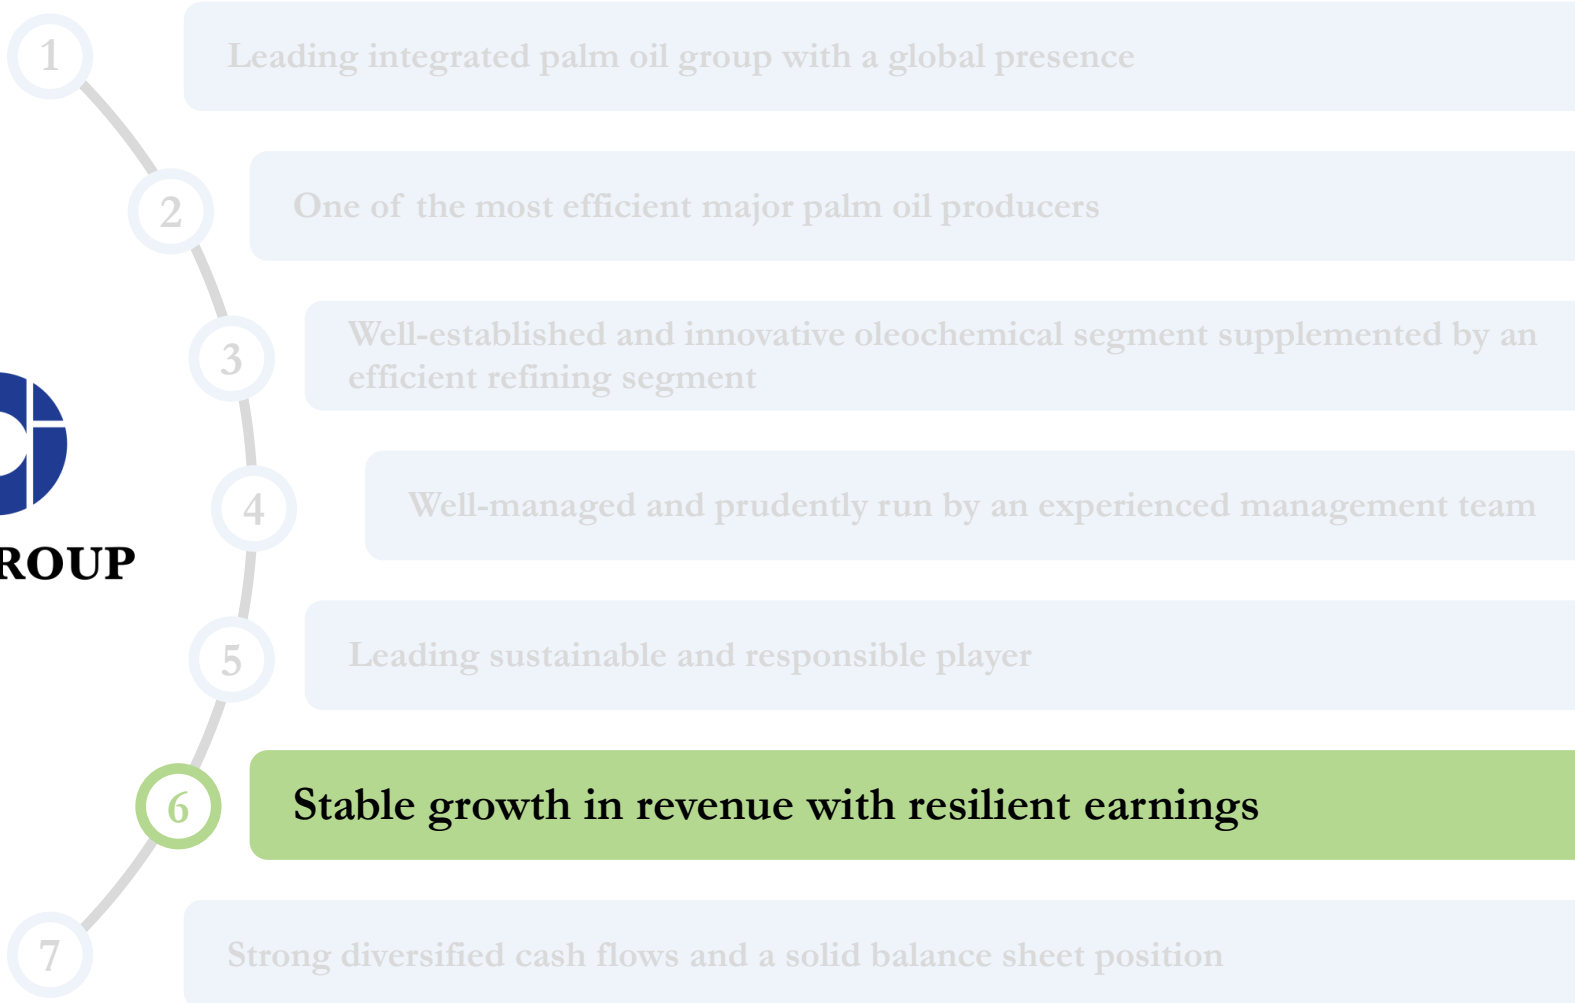 1
Leading integrated palm oil group with a global presence
2
One of the most efficient major palm oil producers
3
Well-established and innovative oleochemical segment supplemented by an
efficient refining segment
4
Well-managed and prudently run by an experienced management team
ROUP
5
Leading sustainable and responsible player
6
Stable growth in revenue with resilient earnings
7
Strong diversified cash flows and a solid balance sheet position